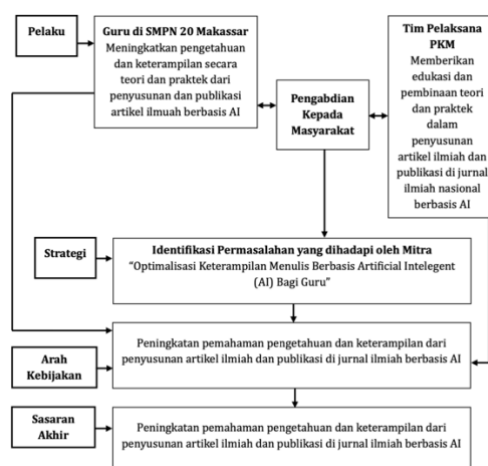 Pelaku
Guru di SMPN 20 Makassar
Meningkatkan pengetahuan
dan keterampilan secara
teori dan praktek dari
penyusunan dan publikasi
artikel ilmuah berbasis AI
Pengabdian
Kepada
Masyarakat
Tim Pelaksana
PKM
Memberikan
edukasi dan
pembinaan teori
dan praktek
dalam
penyusunan
artikel ilmiah dan
publikasi di jurnal
ilmiah nasional
berbasis AI
Strategi
Identifikasi Permasalahan yang dihadapi oleh Mitra
“Optimalisasi Keterampilan Menulis Berbasis Artificial Intelegent
(AI) Bagi Guru”
Arah
Kebijakan
Peningkatan pemahaman pengetahuan dan keterampilan dari
penyusunan artikel ilmiah dan publikasi di jurnal ilmiah berbasis AI
Sasaran
Akhir
Peningkatan pemahaman pengetahuan dan keterampilan dari
penyusunan artikel ilmiah dan publikasi di jurnal ilmiah berbasis AI